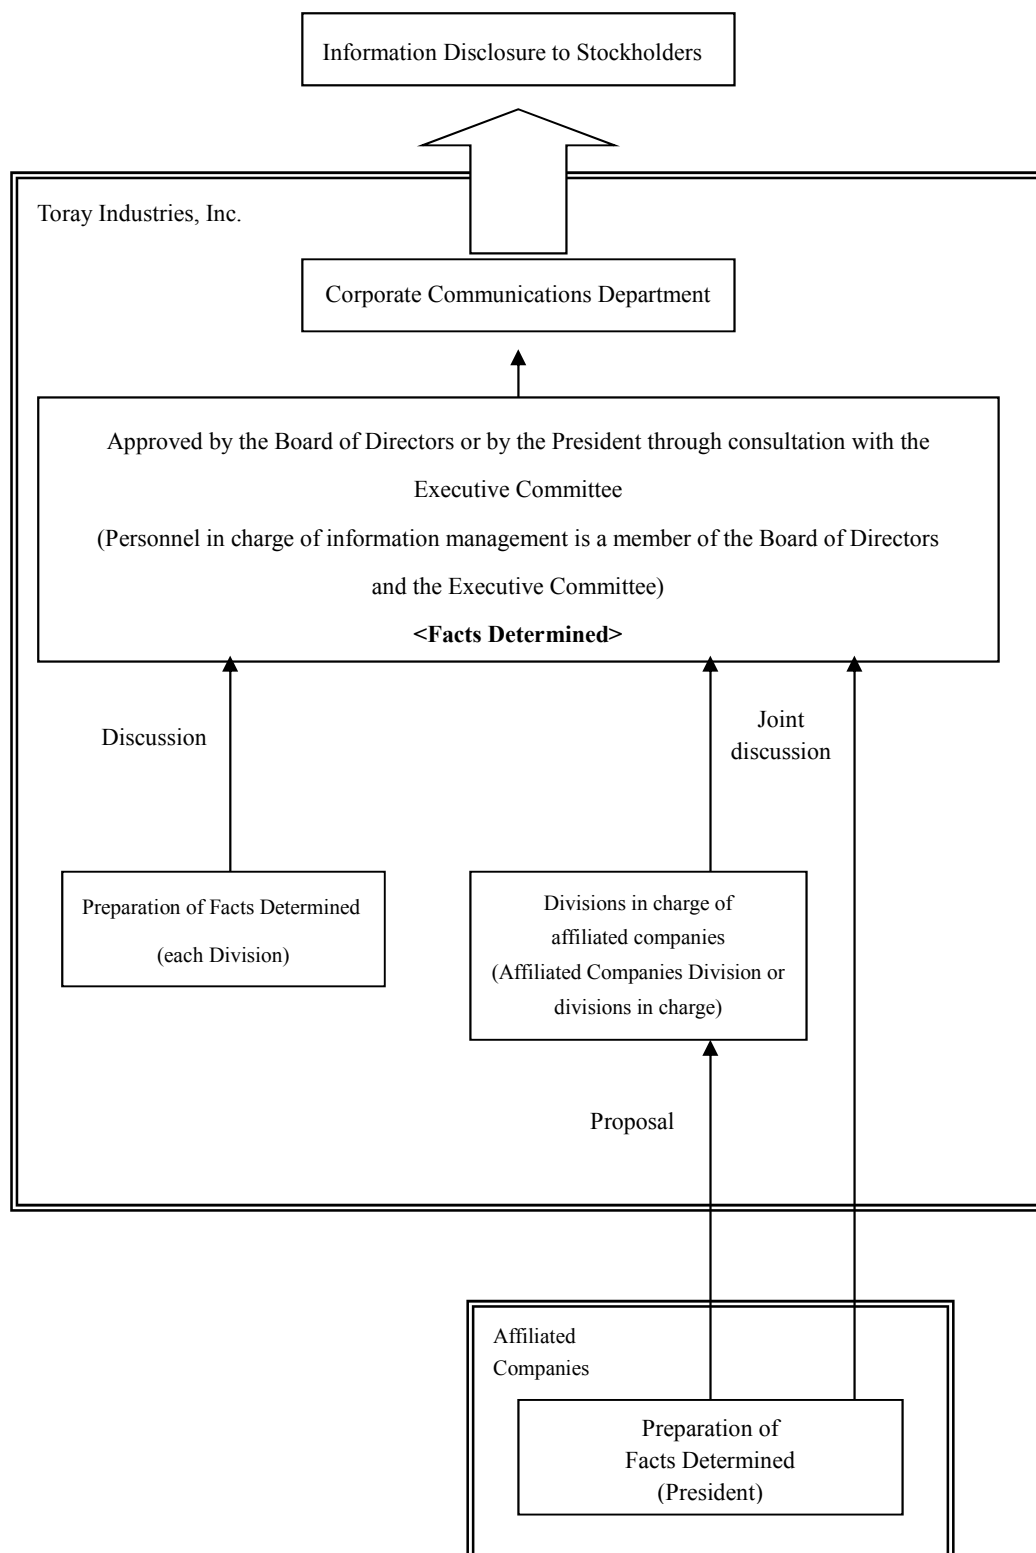 Information Disclosure to Stockholders
Toray Industries, Inc.
Corporate Communications Department
Approved by the Board of Directors or by the President through consultation with the
Executive Committee
(Personnel in charge of information management is a member of the Board of Directors
and the Executive Committee)
<Facts Determined>
Discussion
Joint
discussion
Preparation of Facts Determined
(each Division)
Divisions in charge of
affiliated companies
(Affiliated Companies Division or
divisions in charge)
Proposal
Affiliated
Companies
Preparation of
Facts Determined
(President)